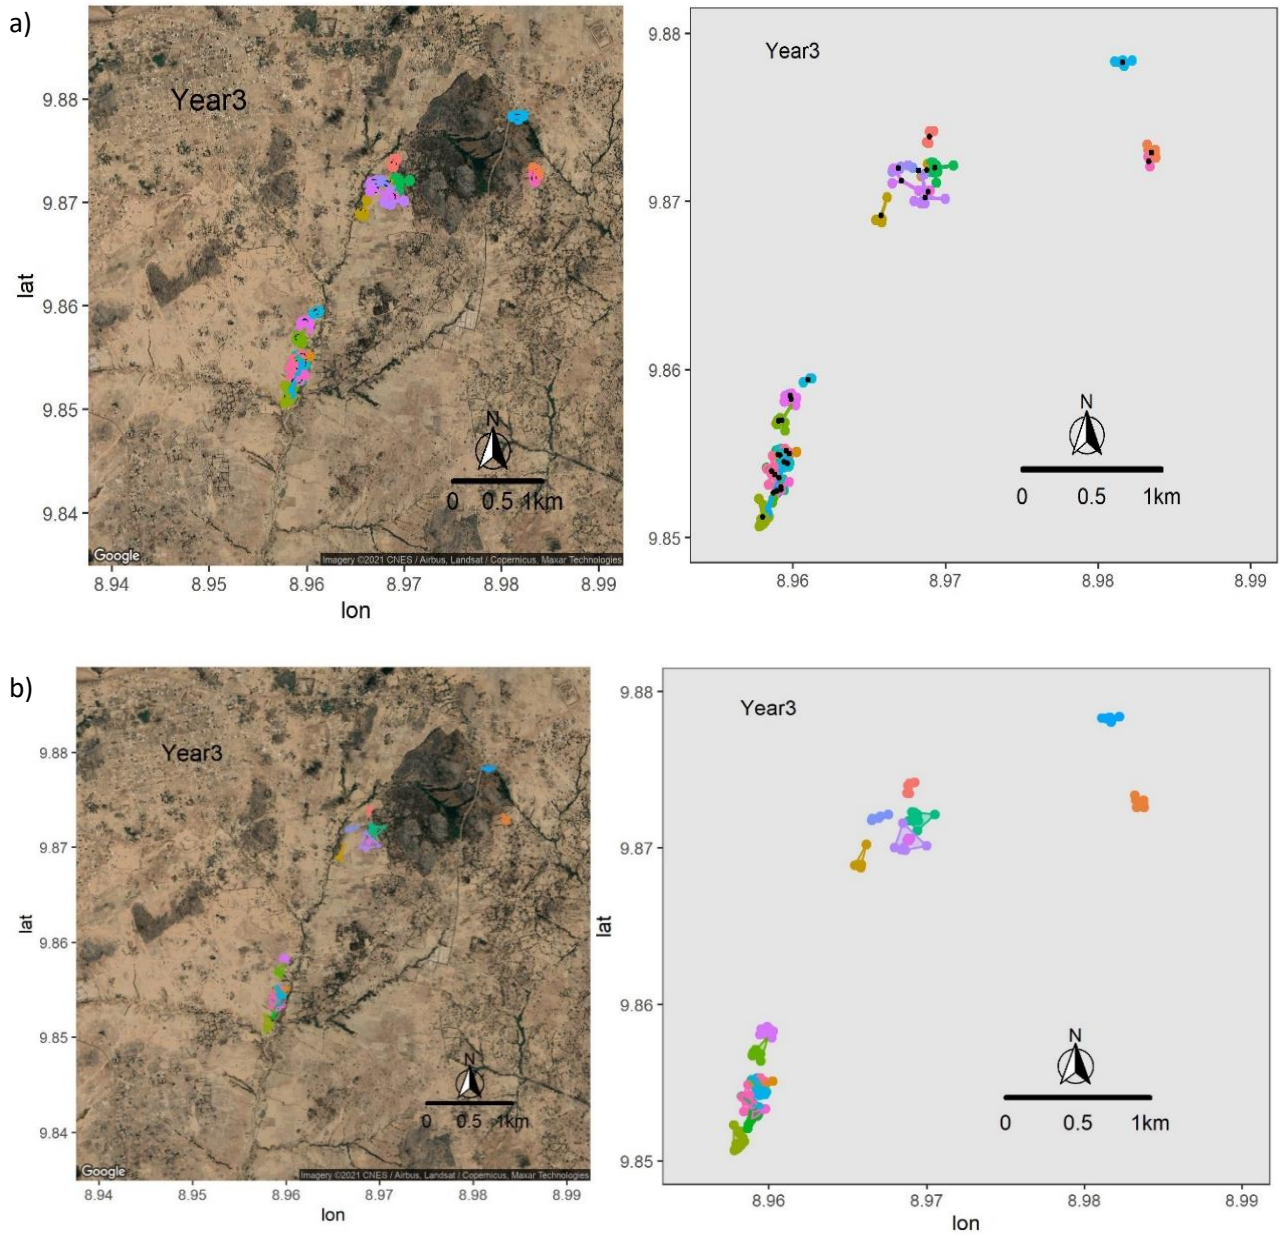 a)
Year3
9.88
9.87
9.86
9.85
9.84
lat
N
0 0.5 1km
Google
Imagery ©2021 CNES / Airbus, Landsat / Copernicus, Maxar Technologies
8.94 8.95 8.96 8.97 8.98 8.99
lon
Year3
9.88
9.87
9.86
9.85
N
0 0.5 1km
8.96 8.97 8.98 8.99
b)
Year3
9.88
9.87
9.86
9.85
9.84
lat
N
0 0.5 1km
Google
Imagery ©2021 CNES / Airbus, Landsat / Copernicus, Maxar Technologies
8.94 8.95 8.96 8.97 8.98 8.99
lon
Year3
9.88
9.87
9.86
9.85
lat
N
0 0.5 1km
8.96 8.97 8.98 8.99
lon